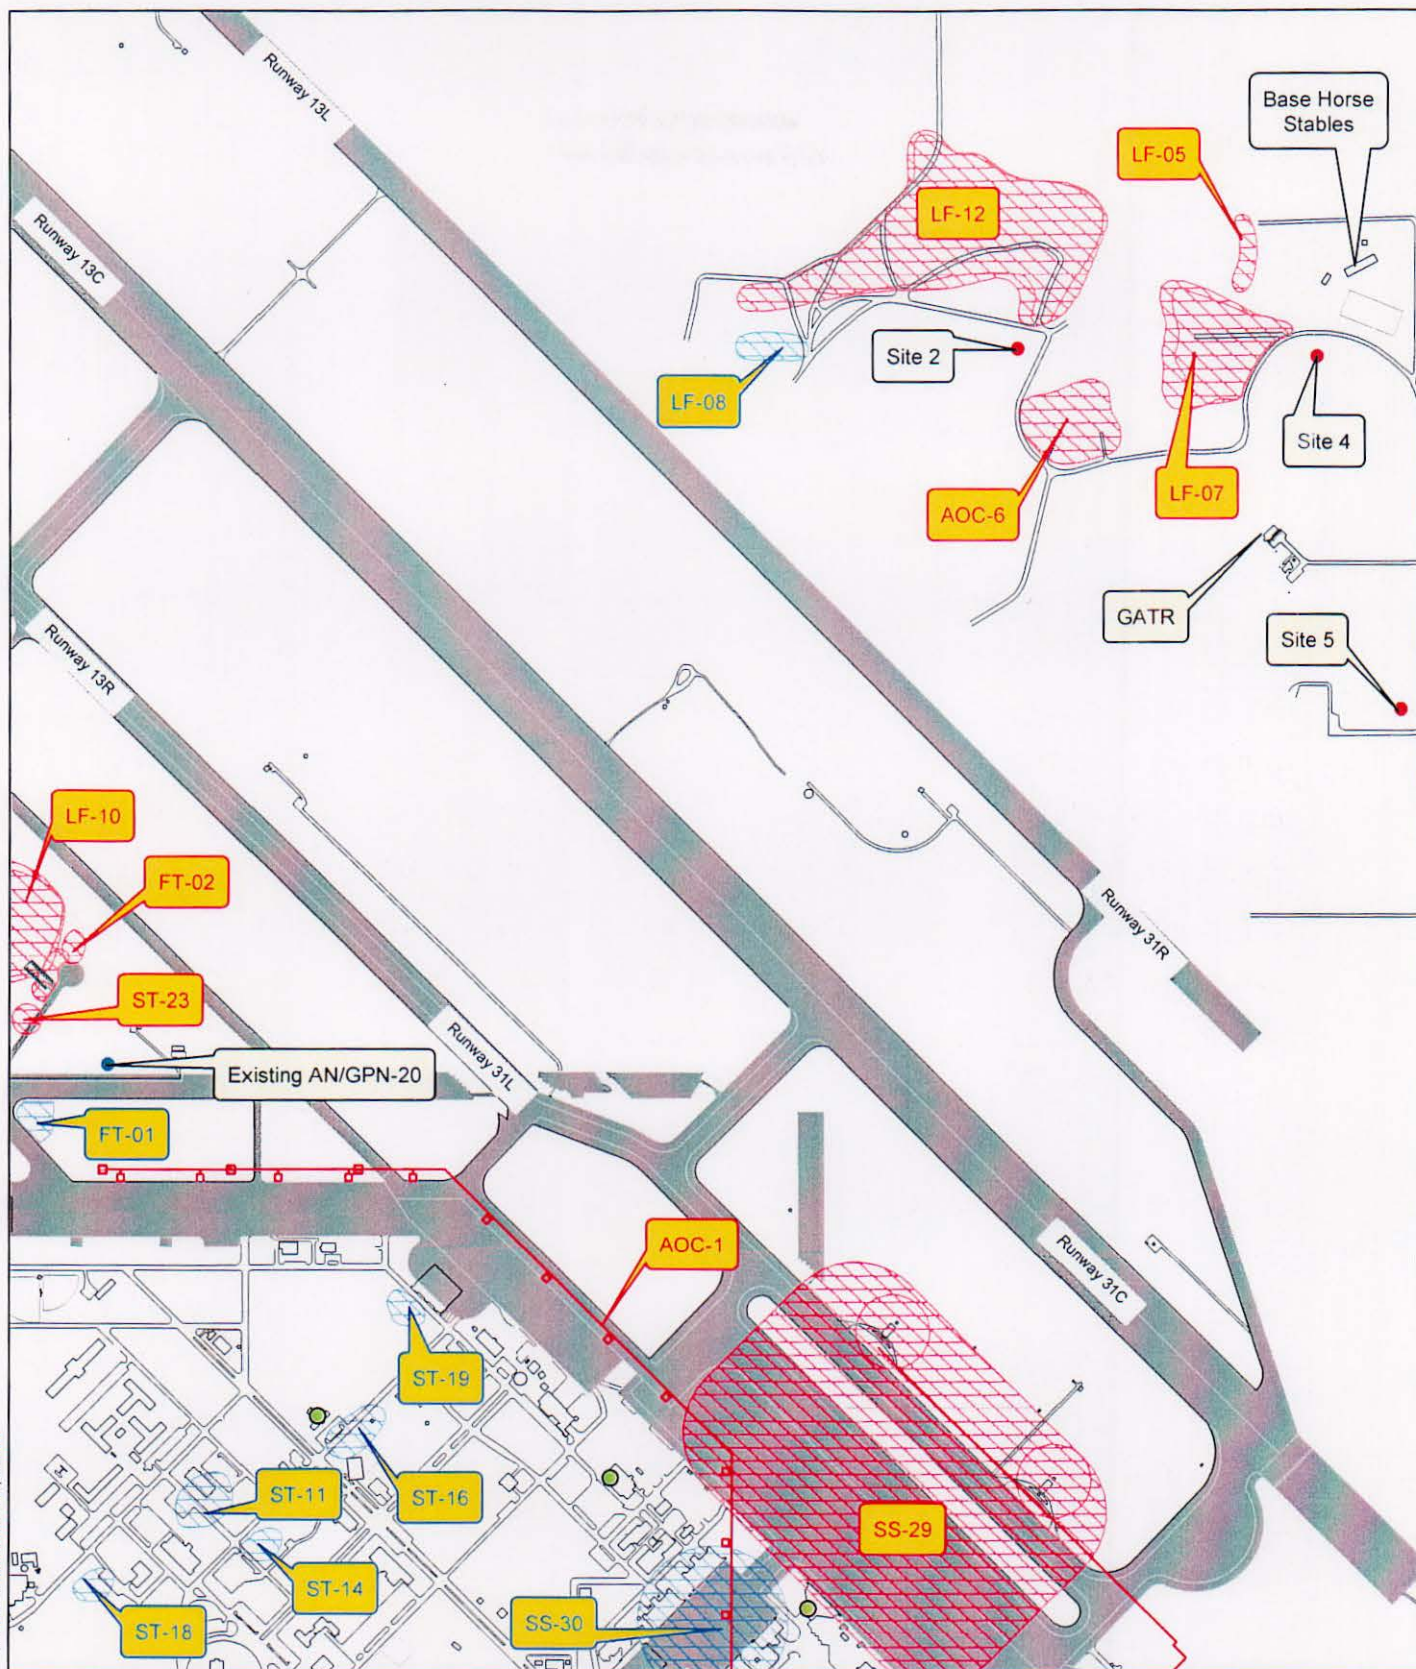 Runway 13L
Base Horse
Stables
LF-05
LF-12
Runway 13C
Site 2
LF-08
Site 4
LF-07
AOC-6
GATR
Site 5
Runway 13R
LF-10
FT-02
Runway 31R
ST-23
Runway 31L
Existing AN/GPN-20
FT-01
AOC-1
Runway 31C
ST-19
ST-11
ST-16
SS-29
ST-14
SS-30
ST-18